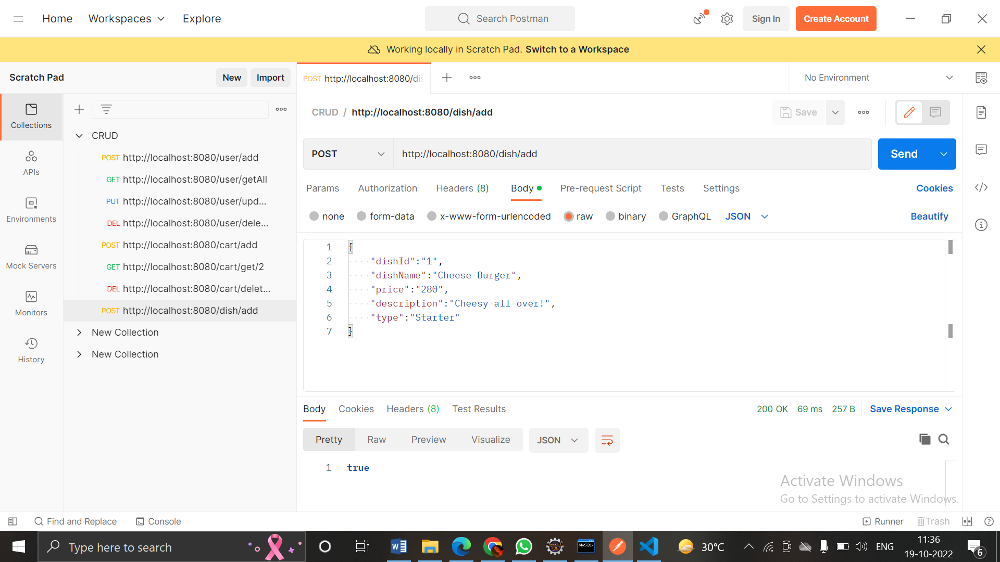 Home Workspaces Explore Search Postman Sign In Create Account
Working locally in Scratch Pad. Switch to a Workspace
Scratch Pad New Import
POST http://localhost:8080/dis
No Environment
Collections
APIs
Environments
Mock Servers
Monitors
History
CRUD
POST http://localhost:8080/user/add
GET http://localhost:8080/user/getAll
PUT http://localhost:8080/user/upd...
DEL http://localhost:8080/user/dele...
POST http://localhost:8080/cart/add
GET http://localhost:8080/cart/get/2
DEL http://localhost:8080/cart/delet...
POST http://localhost:8080/dish/add
New Collection
New Collection
CRUD / http://localhost:8080/dish/add Save
POST http://localhost:8080/dish/add Send
Params Authorization Headers (8) Body Pre-request Script Tests Settings Cookies
none form-data x-www-form-urlencoded raw binary GraphQL JSON Beautify
1 {
2 "dishId":"1",
3 "dishName":"Cheese Burger",
4 "price":"280",
5 "description":"Cheesy all over!",
6 "type":"Starter"
7 }
Body Cookies Headers (8) Test Results 200 OK 69 ms 257 B Save Response
Pretty Raw Preview Visualize JSON
1 true
Activate Windows
Go to Settings to activate Windows.
Find and Replace Console Runner Trash
Type here to search 30°C ENG 11:36
19-10-2022
6